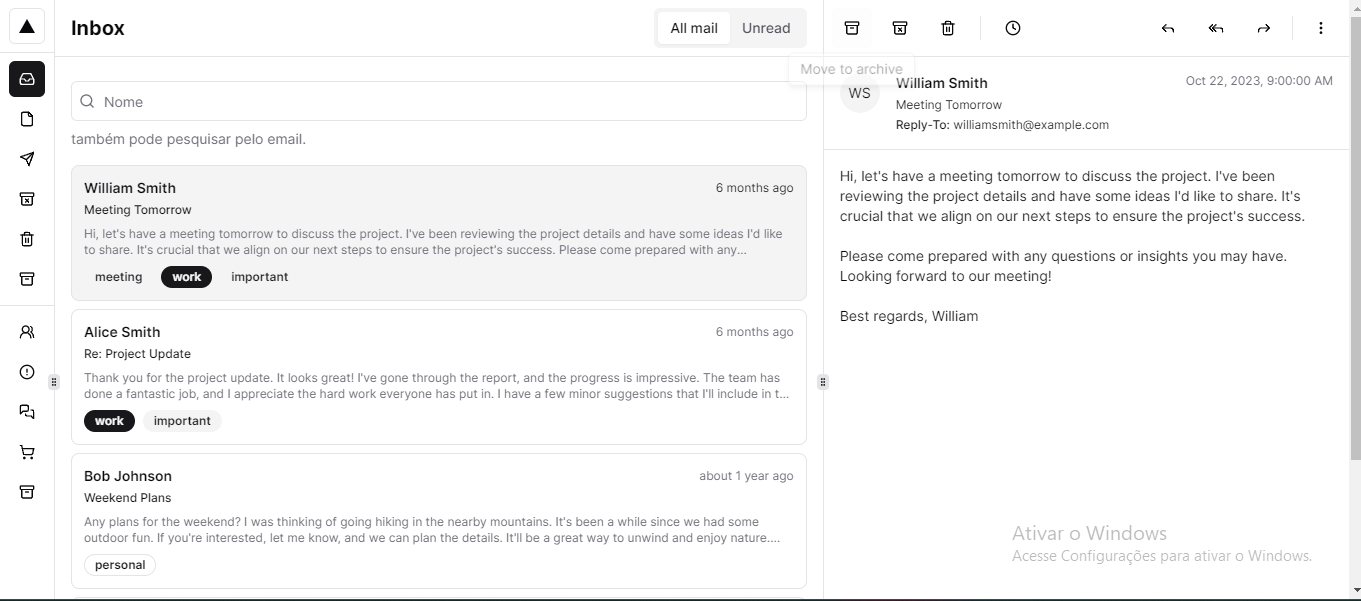 Inbox
All mail
Unread
Move to archive
Nome
também pode pesquisar pelo email.
William Smith
6 months ago
Meeting Tomorrow
Hi, let's have a meeting tomorrow to discuss the project. I've been reviewing the project details and have some ideas I'd like
to share. It's crucial that we align on our next steps to ensure the project's success. Please come prepared with any...
meeting
work
important
Alice Smith
6 months ago
Re: Project Update
Thank you for the project update. It looks great! I've gone through the report, and the progress is impressive. The team has
done a fantastic job, and I appreciate the hard work everyone has put in. I have a few minor suggestions that I'll include in t...
work
important
Bob Johnson
about 1 year ago
Weekend Plans
Any plans for the weekend? I was thinking of going hiking in the nearby mountains. It's been a while since we had some
outdoor fun. If you're interested, let me know, and we can plan the details. It'll be a great way to unwind and enjoy nature....
personal
WS
William Smith
Oct 22, 2023, 9:00:00 AM
Meeting Tomorrow
Reply-To: williamsmith@example.com
Hi, let's have a meeting tomorrow to discuss the project. I've been
reviewing the project details and have some ideas I'd like to share. It's
crucial that we align on our next steps to ensure the project's success.
Please come prepared with any questions or insights you may have.
Looking forward to our meeting!
Best regards, William
Ativar o Windows
Acesse Configurações para ativar o Windows.